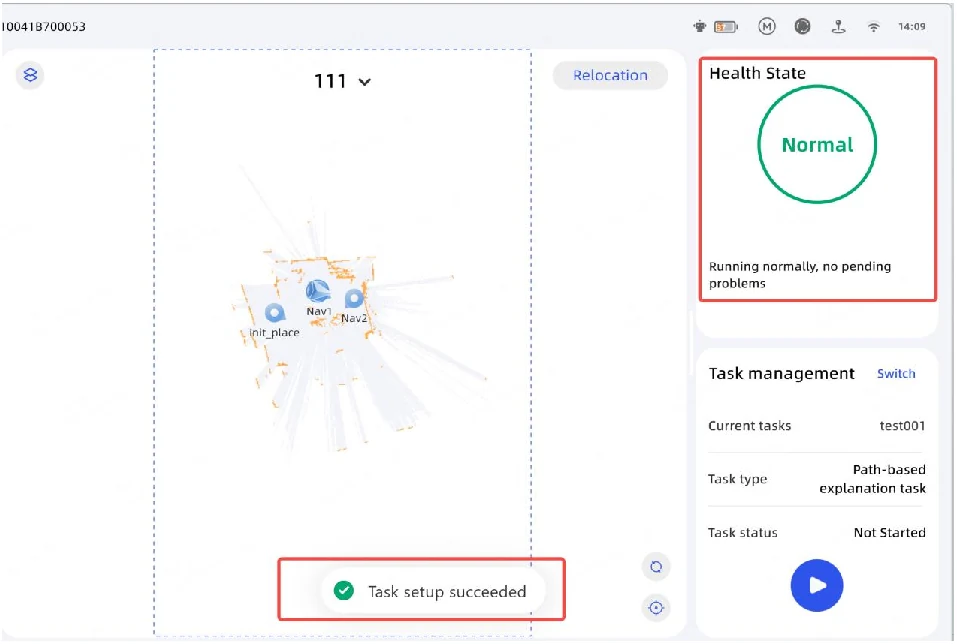 10041B700053
M
14:09
111
Relocation
Nav1
Nav2
init_place
Task setup succeeded
Health State
Normal
Running normally, no pending
problems
Task management
Switch
Current tasks
test001
Task type
Path-based
explanation task
Task status
Not Started